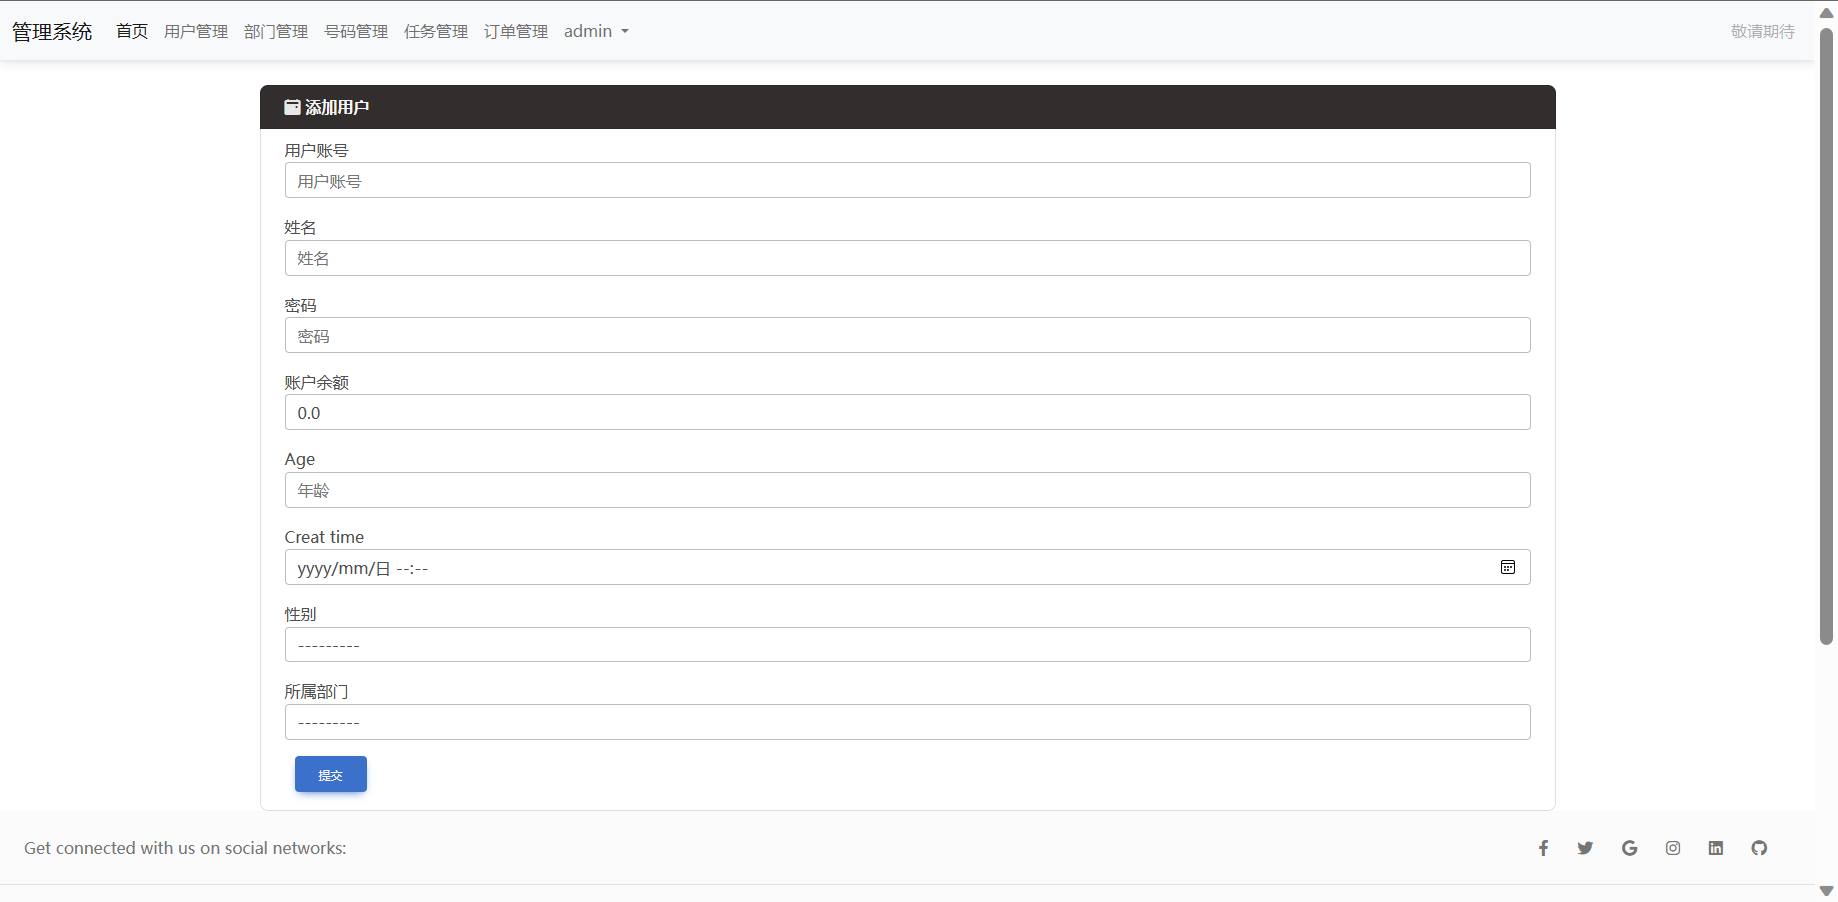 管理系统 首页 用户管理 部门管理 号码管理 任务管理 订单管理 admin 敬请期待
添加用户
用户账号
用户账号
姓名
姓名
密码
密码
账户余额
0.0
Age
年龄
Creat time
yyyy/mm/日 --:--
性别
---------
所属部门
---------
提交
Get connected with us on social networks: